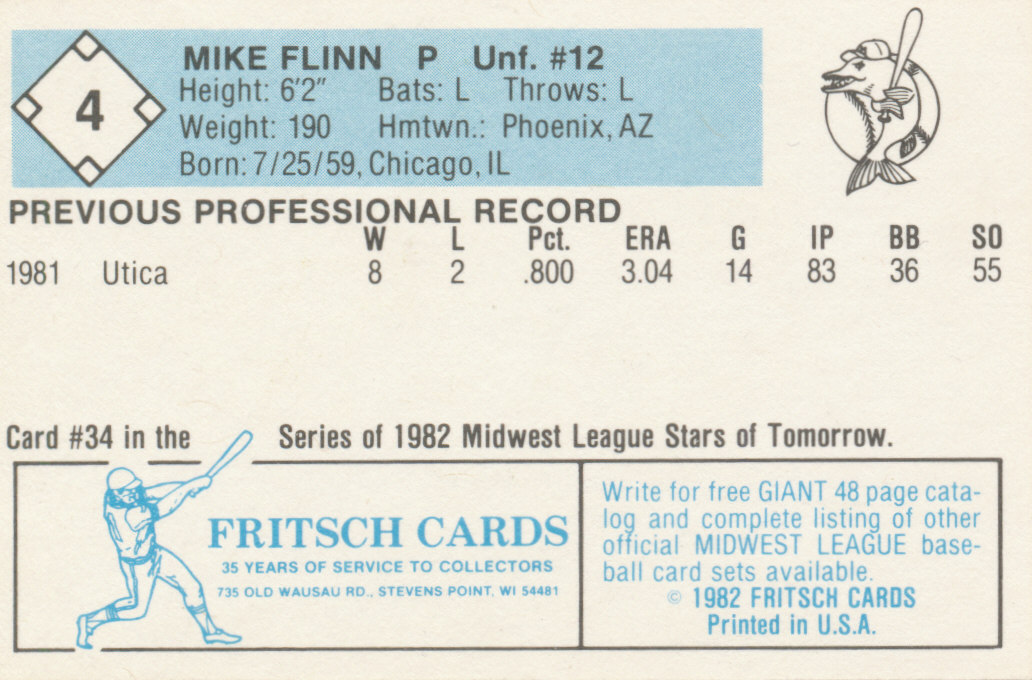 4
MIKE FLINN P Unf. #12
Height: 6'2" Bats: L Throws: L
Weight: 190 Hmtwn.: Phoenix, AZ
Born: 7/25/59, Chicago, IL
PREVIOUS PROFESSIONAL RECORD
W L Pct. ERA G IP BB SO
1981 Utica 8 2 .800 3.04 14 83 36 55
Card #34 in the Series of 1982 Midwest League Stars of Tomorrow.
FRITSCH CARDS
35 YEARS OF SERVICE TO COLLECTORS
735 OLD WAUSAU RD., STEVENS POINT, WI 54481
Write for free GIANT 48 page cata-
log and complete listing of other
official MIDWEST LEAGUE base-
ball card sets available.
© 1982 FRITSCH CARDS
Printed in U.S.A.